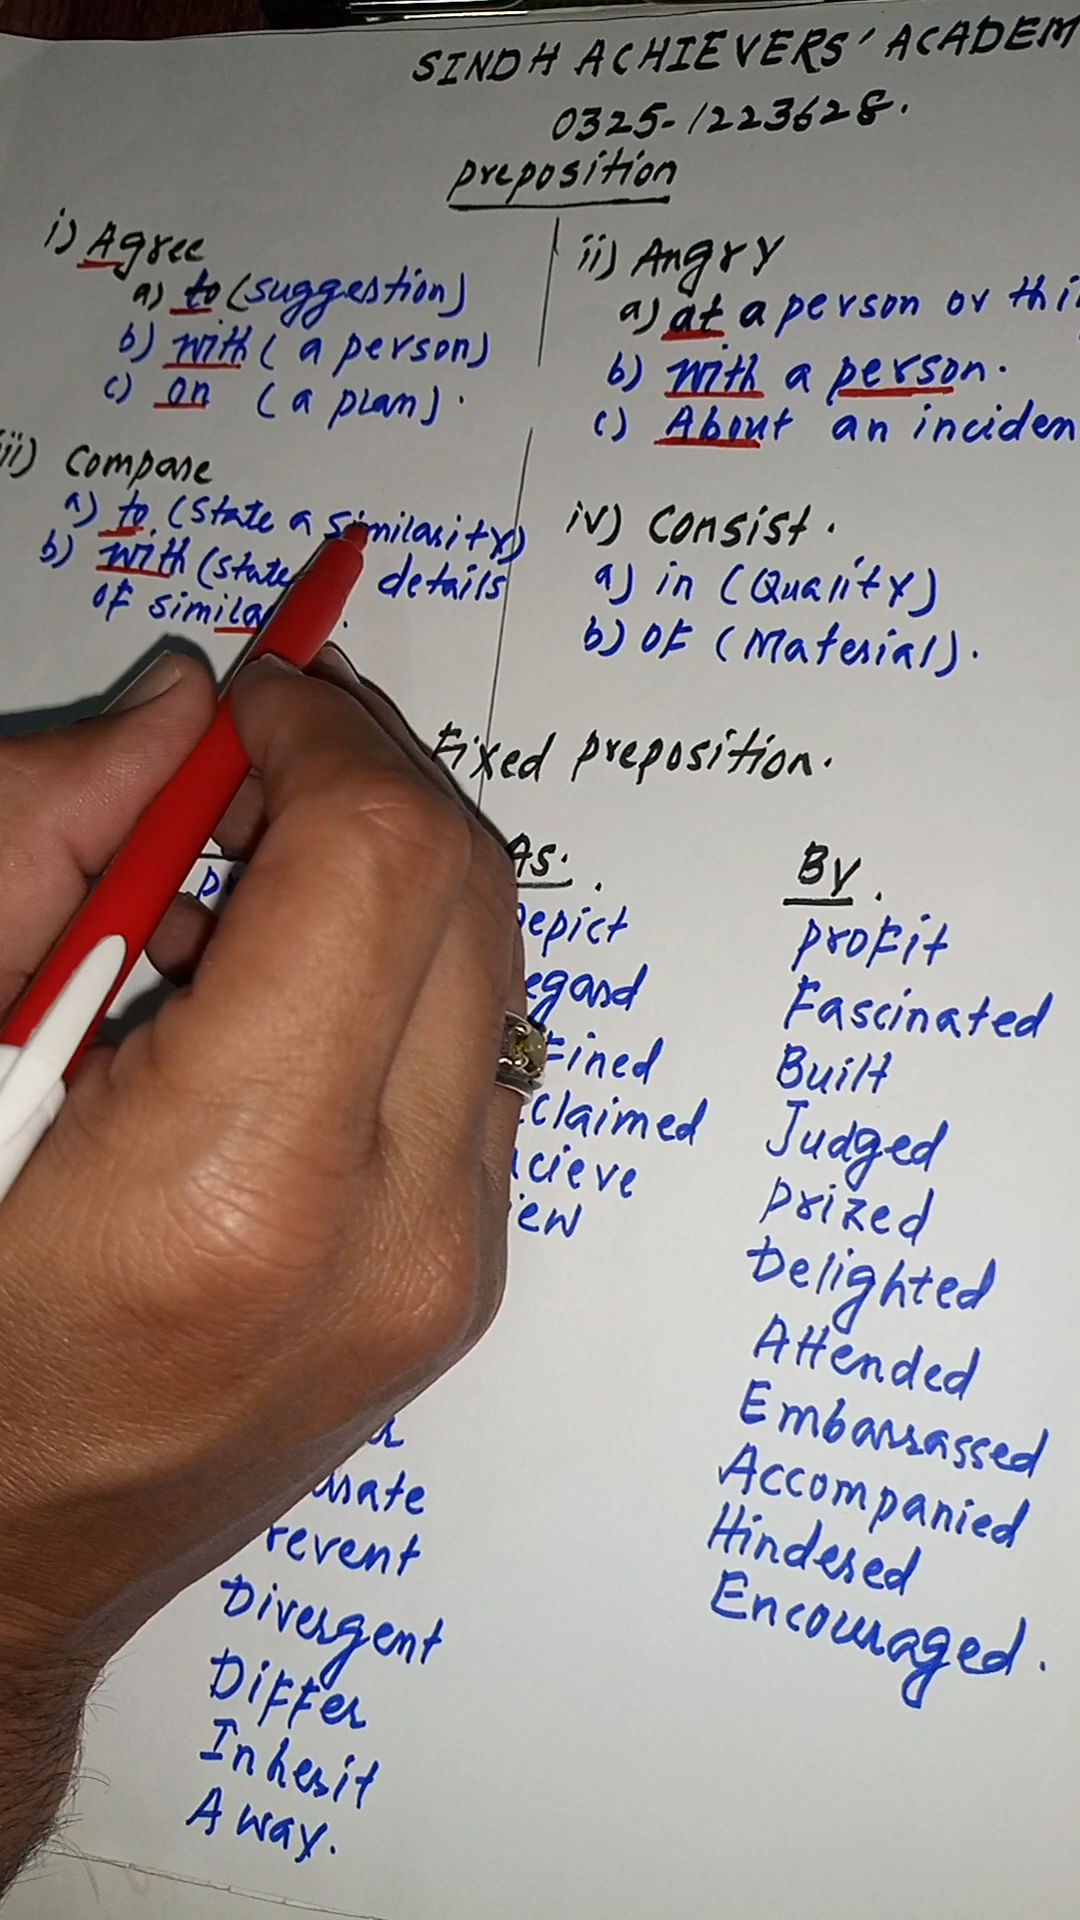 SINDH ACHIEVERS' ACADEM
0325-1223628.
preposition
i) Agree
a) to (suggestion)
b) with ( a person)
c) on ( a plan).
ii) Angry
a) at a person or thi
b) with a person.
c) About an inciden
ii) Compare
a) to (State a similarity)
b) with (state details
of simila
iv) Consist.
a) in (Quality)
b) OF (Material).
Fixed preposition.
As.
Depict
egard
Fined
claimed
cieve
iew
By.
Profit
Fascinated
Built
Judged
prized
Delighted
Attended
Embarrassed
Accompanied
Hindered
Encouraged.
revent
Divergent
Differ
Inherit
Away.